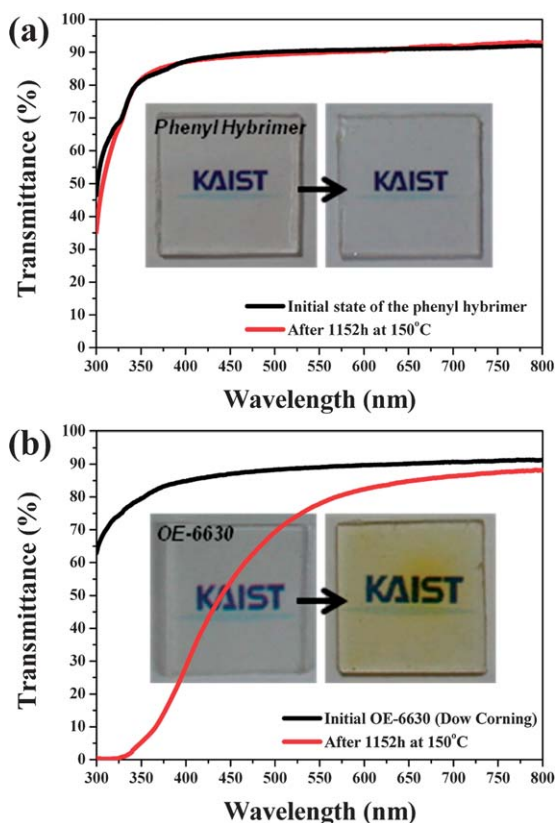 (a)
100
90
80
70
60
50
40
30
20
10
0
Transmittance (%)
Phenyl Hybrimer
KAIST
KAIST
Initial state of the phenyl hybrimer
After 1152h at 150°C
300 350 400 450 500 550 600 650 700 750 800
Wavelength (nm)
(b)
100
90
80
70
60
50
40
30
20
10
0
Transmittance (%)
OE-6630
KAIST
KAIST
Initial OE-6630 (Dow Corning)
After 1152h at 150°C
300 350 400 450 500 550 600 650 700 750 800
Wavelength (nm)